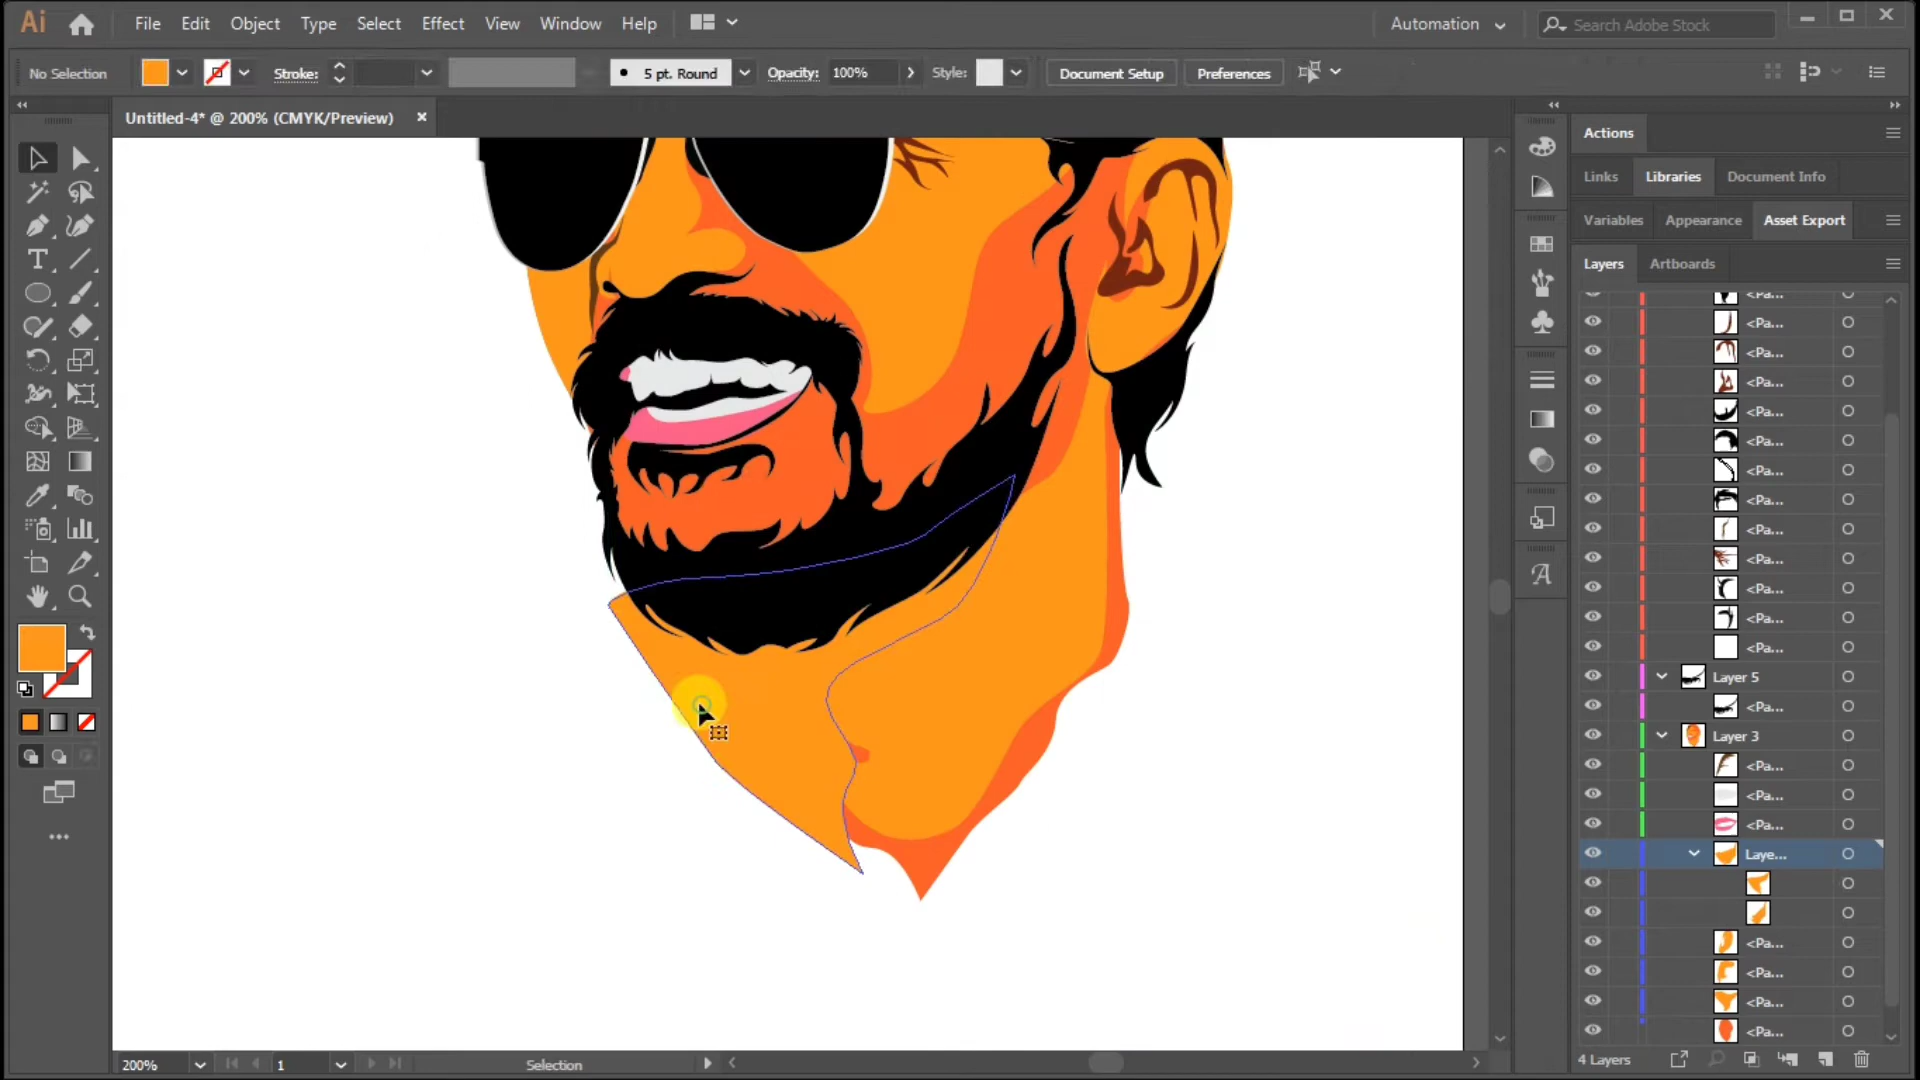 Ai File Edit Object Type Select Effect View Window Help Automation Search Adobe Stock
No Selection Stroke: 5 pt. Round Opacity: 100% Style: Document Setup Preferences
Untitled-4* @ 200% (CMYK/Preview)
Actions
Links Libraries Document Info
Variables Appearance Asset Export
Layers Artboards
<Pa...
<Pa...
<Pa...
<Pa...
<Pa...
<Pa...
<Pa...
<Pa...
<Pa...
<Pa...
<Pa...
<Pa...
<Pa...
Layer 5
<Pa...
Layer 3
<Pa...
<Pa...
<Pa...
Laye...
<Pa...
<Pa...
<Pa...
<Pa...
200% 1 Selection 4 Layers